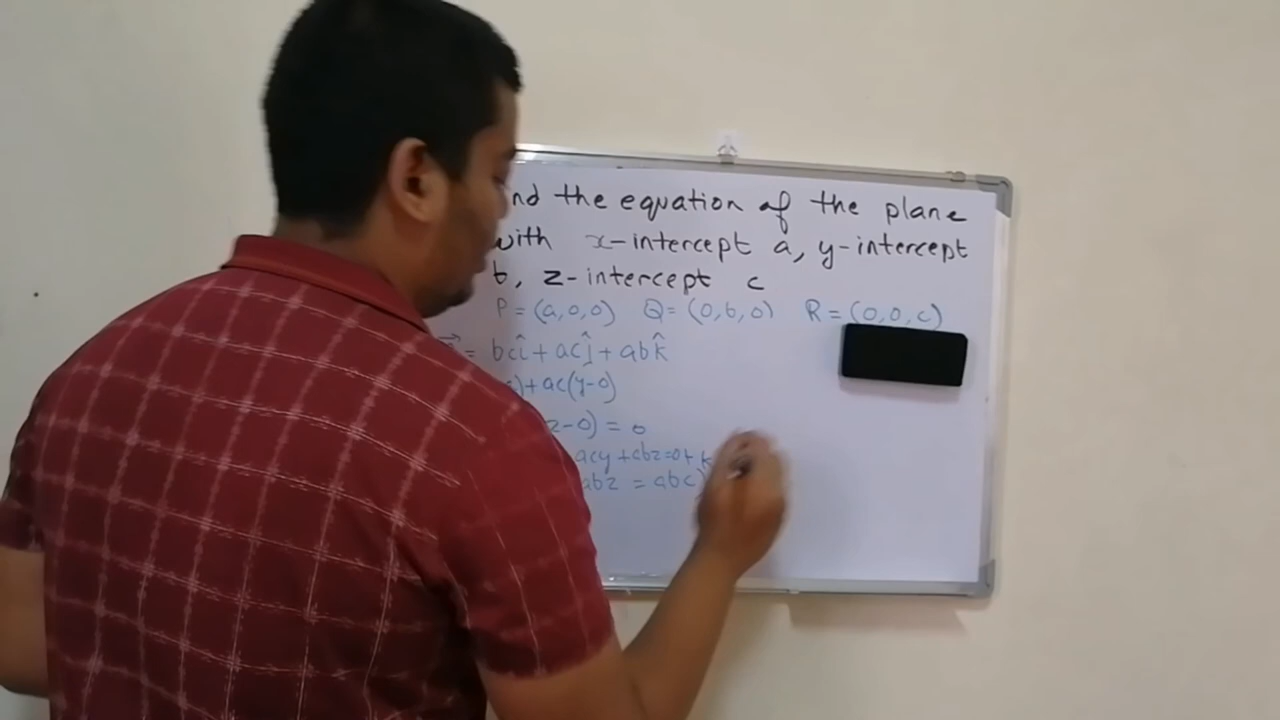 nd the equation of the plane
with x-intercept a, y-intercept
b, z-intercept c
P = (a,0,0) Q = (0,b,0) R = (0,0,c)
= bcî + acĵ + abk̂
)+ac(y-0)
z-0) = 0
acy + abz = 0 +
abz = abc)